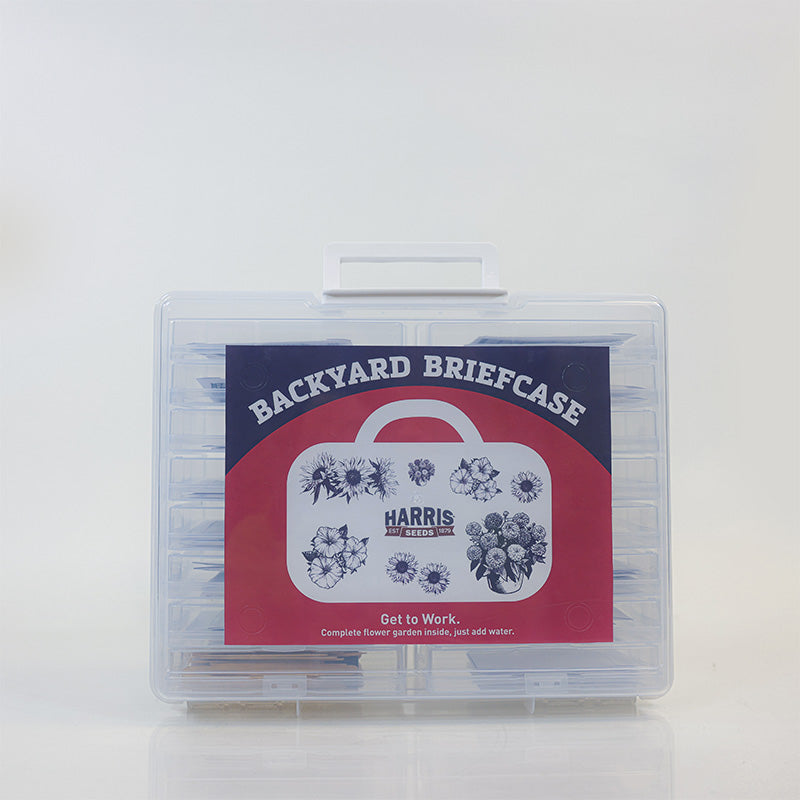 BACKYARD BRIEFCASE
HARRIS
EST SEEDS 1879
Get to Work.
Complete flower garden inside, just add water.